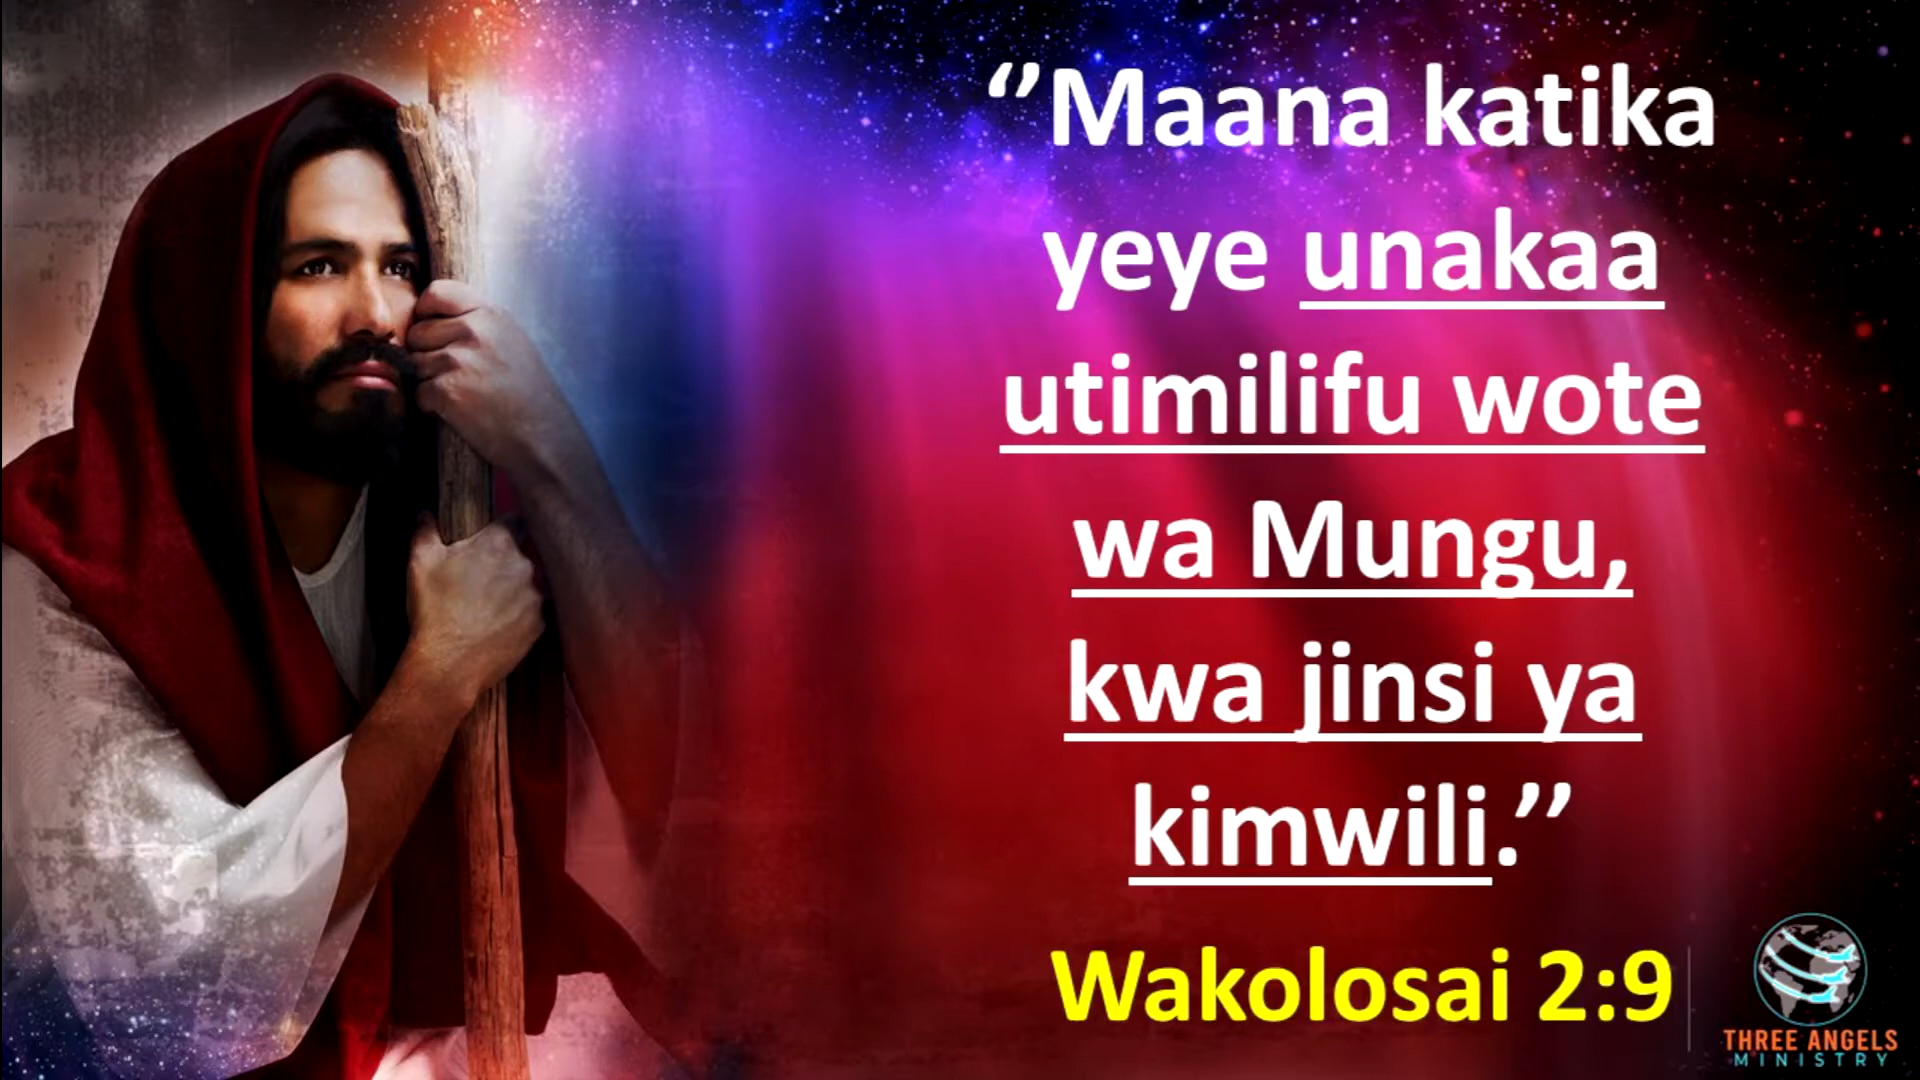 ‘’Maana katika
yeye unakaa
utimilifu wote
wa Mungu,
kwa jinsi ya
kimwili.’’
Wakolosai 2:9
THREE ANGELS
MINISTRY